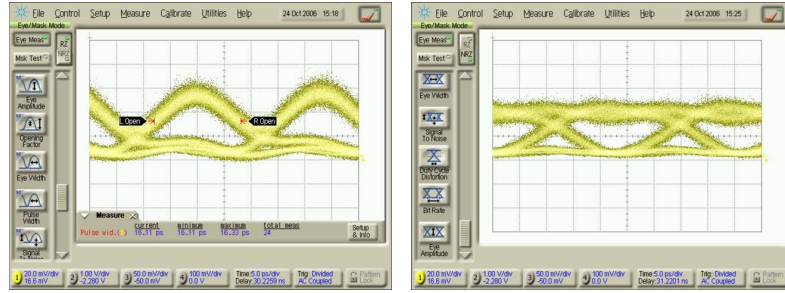 File Control Setup Measure Calibrate Utilities Help 24 Oct 2006 15:18
Eye/Mask Mode
Eye Meas
RZ
NRZ
Msk Test
Eye Amplitude
Opening Factor
Eye Width
Pulse Width
Signal
L Open
R Open
Measure
current minimum maximum total meas
Pulse wid.( ) 16.11 ps 16.11 ps 16.33 ps 24
Setup & Info
1) 20.0 mV/div 16.6 mV
2) 1.00 V/div -2.280 V
3) 50.0 mV/div -50.0 mV
4) 100 mV/div 0.0 V
Time:5.0 ps/div Delay:30.2259 ns
Trig: Divided AC Coupled
Pattern Lock
File Control Setup Measure Calibrate Utilities Help 24 Oct 2006 15:25
Eye/Mask Mode
Eye Meas
RZ
NRZ
Msk Test
Eye Width
Signal To Noise
Duty Cycle Distortion
Bit Rate
Eye Amplitude
1) 20.0 mV/div 16.6 mV
2) 1.00 V/div -2.280 V
3) 50.0 mV/div -50.0 mV
4) 100 mV/div 0.0 V
Time:5.0 ps/div Delay:31.2201 ns
Trig: Divided AC Coupled
Pattern Lock